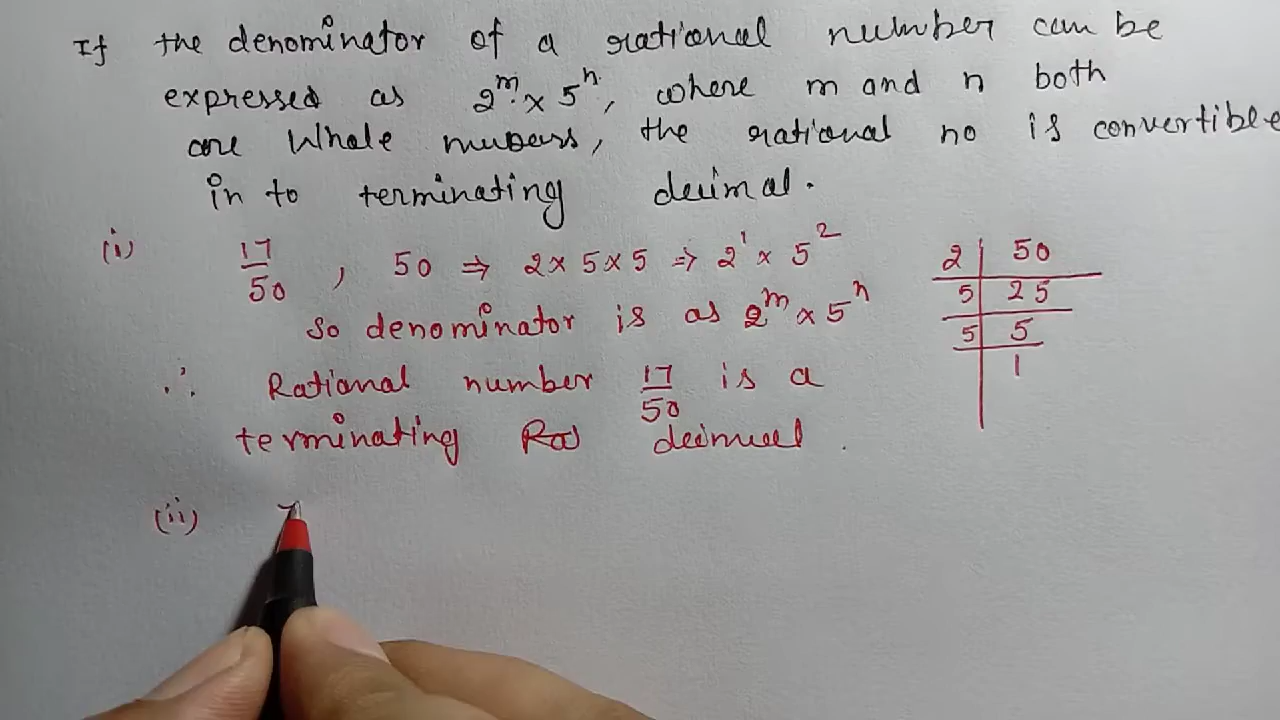 If the denominator of a rational number can be
expressed as 2^m × 5^n, where m and n both
are Whole nubers, the rational no is convertible
in to terminating decimal.
(i) 17/50, 50 ⇒ 2 × 5 × 5 ⇒ 2^1 × 5^2
So denominator is as 2^m × 5^n
∴ Rational number 17/50 is a
terminating decimal.
(ii)
2 | 50
5 | 25
5 | 5
1